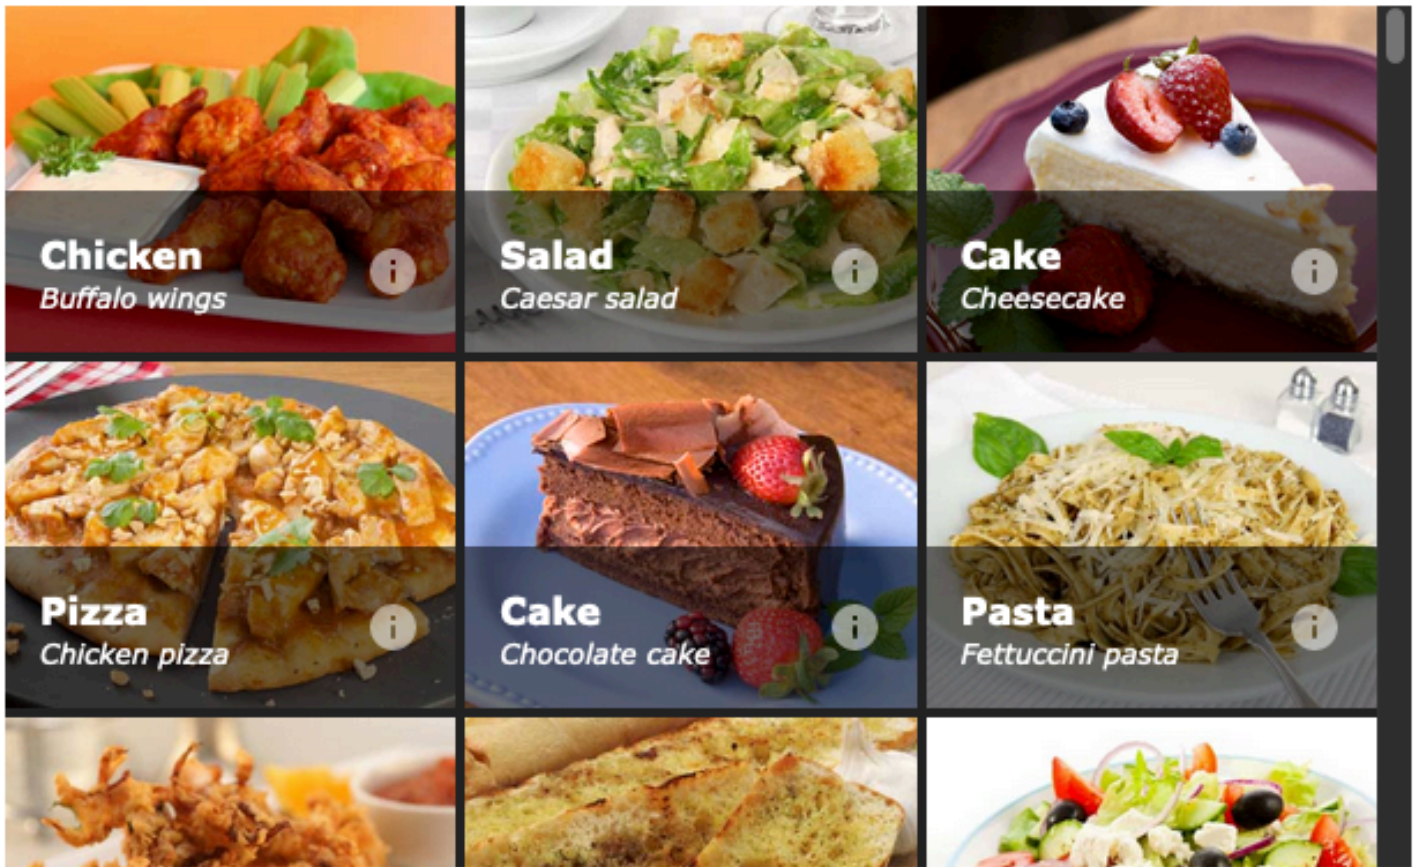 Chicken
Buffalo wings
Salad
Caesar salad
Cake
Cheesecake
Pizza
Chicken pizza
Cake
Chocolate cake
Pasta
Fettuccini pasta